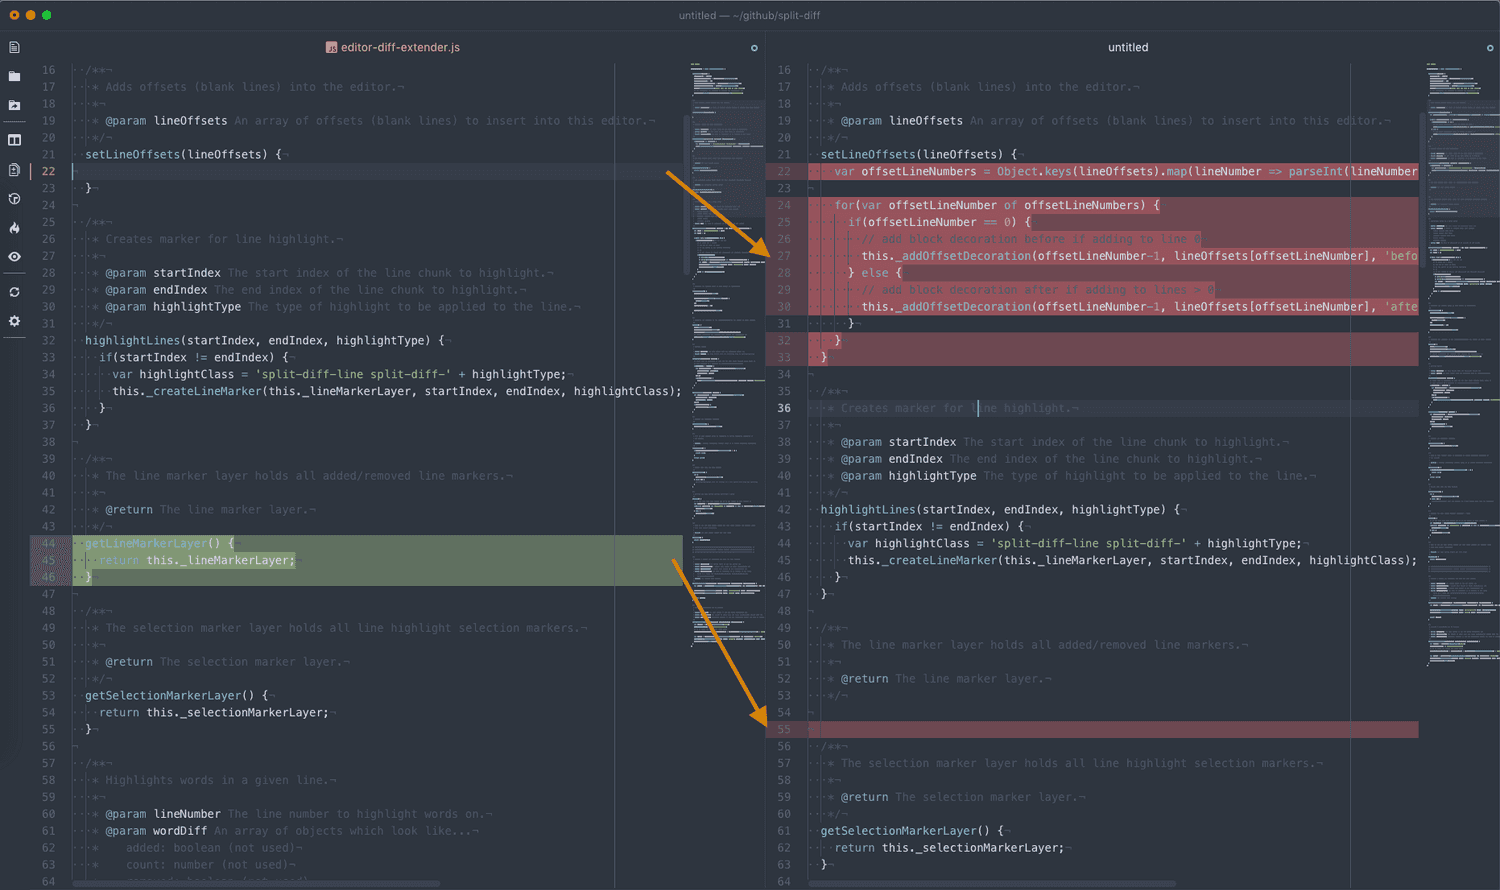 untitled — ~/github/split-diff
editor-diff-extender.js
16 /**
17 * Adds offsets (blank lines) into the editor.
18 *
19 * @param lineOffsets An array of offsets (blank lines) to insert into this editor.
20 */
21 setLineOffsets(lineOffsets) {
22
23 }
24
25 /**
26 * Creates marker for line highlight.
27 *
28 * @param startIndex The start index of the line chunk to highlight.
29 * @param endIndex The end index of the line chunk to highlight.
30 * @param highlightType The type of highlight to be applied to the line.
31 */
32 highlightLines(startIndex, endIndex, highlightType) {
33 if(startIndex != endIndex) {
34 var highlightClass = 'split-diff-line split-diff-' + highlightType;
35 this._createLineMarker(this._lineMarkerLayer, startIndex, endIndex, highlightClass);
36 }
37 }
38
39 /**
40 * The line marker layer holds all added/removed line markers.
41 *
42 * @return The line marker layer.
43 */
44 getLineMarkerLayer() {
45 return this._lineMarkerLayer;
46 }
47
48 /**
49 * The selection marker layer holds all line highlight selection markers.
50 *
51 * @return The selection marker layer.
52 */
53 getSelectionMarkerLayer() {
54 return this._selectionMarkerLayer;
55 }
56
57 /**
58 * Highlights words in a given line.
59 *
60 * @param lineNumber The line number to highlight words on.
61 * @param wordDiff An array of objects which look like...
62 * added: boolean (not used)
63 * count: number (not used)
64
untitled
16 /**
17 * Adds offsets (blank lines) into the editor.
18 *
19 * @param lineOffsets An array of offsets (blank lines) to insert into this editor.
20 */
21 setLineOffsets(lineOffsets) {
22 var offsetLineNumbers = Object.keys(lineOffsets).map(lineNumber => parseInt(lineNumber
23
24 for(var offsetLineNumber of offsetLineNumbers) {
25 if(offsetLineNumber == 0) {
26 // add block decoration before if adding to line 0
27 this._addOffsetDecoration(offsetLineNumber-1, lineOffsets[offsetLineNumber], 'befo
28 } else {
29 // add block decoration after if adding to lines > 0
30 this._addOffsetDecoration(offsetLineNumber-1, lineOffsets[offsetLineNumber], 'afte
31 }
32 }
33 }
34
35 /**
36 * Creates marker for line highlight.
37 *
38 * @param startIndex The start index of the line chunk to highlight.
39 * @param endIndex The end index of the line chunk to highlight.
40 * @param highlightType The type of highlight to be applied to the line.
41 */
42 highlightLines(startIndex, endIndex, highlightType) {
43 if(startIndex != endIndex) {
44 var highlightClass = 'split-diff-line split-diff-' + highlightType;
45 this._createLineMarker(this._lineMarkerLayer, startIndex, endIndex, highlightClass);
46 }
47 }
48
49 /**
50 * The line marker layer holds all added/removed line markers.
51 *
52 * @return The line marker layer.
53 */
54
55
56 /**
57 * The selection marker layer holds all line highlight selection markers.
58 *
59 * @return The selection marker layer.
60 */
61 getSelectionMarkerLayer() {
62 return this._selectionMarkerLayer;
63 }
64